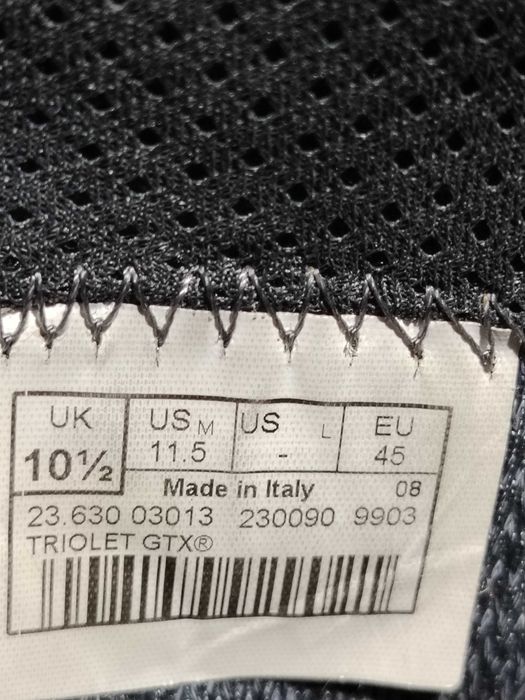 UK US M US L EU
10½ 11.5 - 45
Made in Italy 08
23.630 03013 230090 9903
TRIOLET GTX®